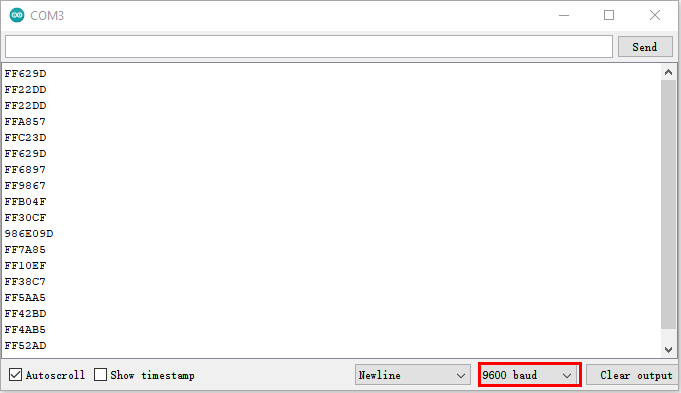 COM3
Send
FF629D
FF22DD
FF22DD
FFA857
FFC23D
FF629D
FF6897
FF9867
FFB04F
FF30CF
986E09D
FF7A85
FF10EF
FF38C7
FF5AA5
FF42BD
FF4AB5
FF52AD
Autoscroll Show timestamp Newline 9600 baud Clear output